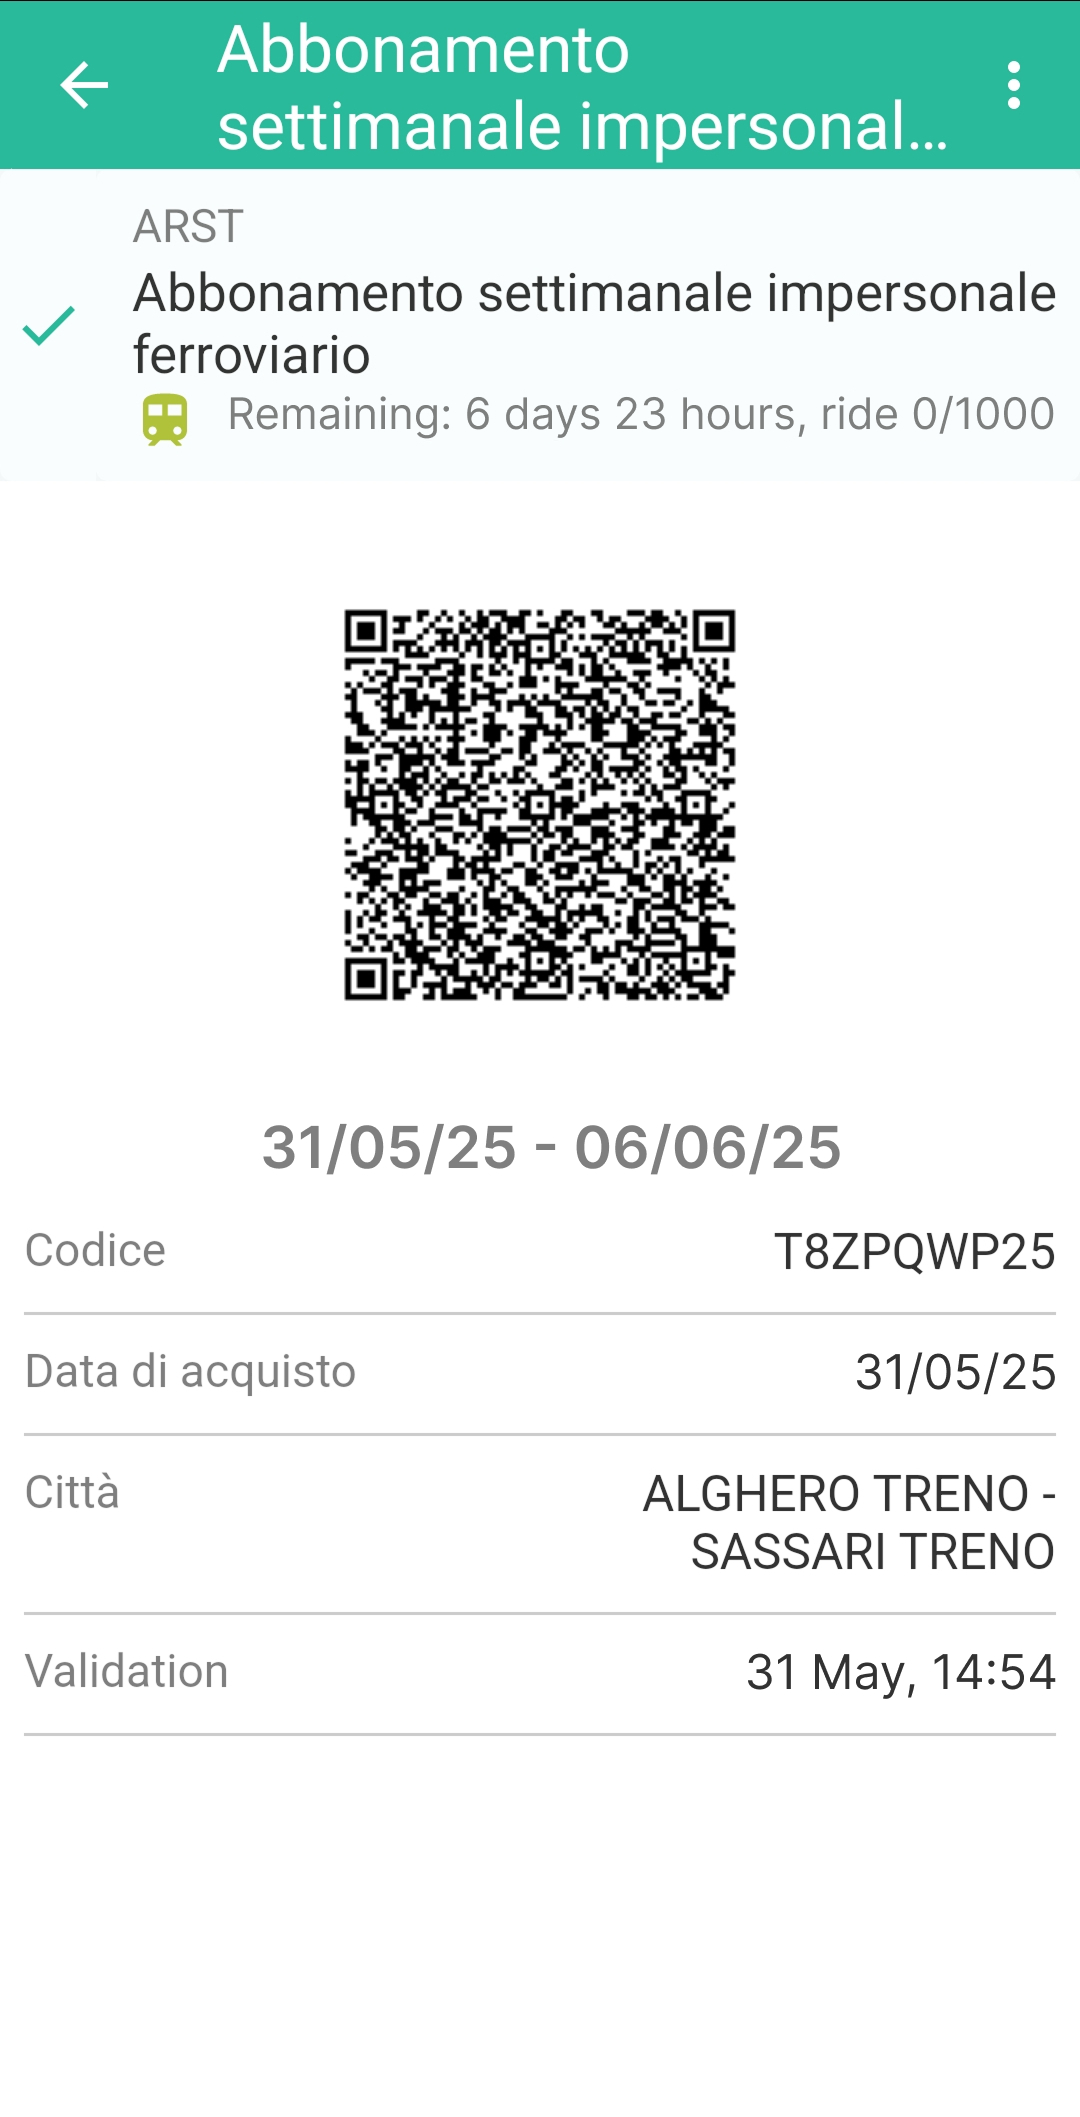 Abbonamento
settimanale impersonal...
ARST
Abbonamento settimanale impersonale
ferroviario
Remaining: 6 days 23 hours, ride 0/1000
31/05/25 - 06/06/25
Codice T8ZPQWP25
Data di acquisto 31/05/25
Città ALGHERO TRENO -
SASSARI TRENO
Validation 31 May, 14:54